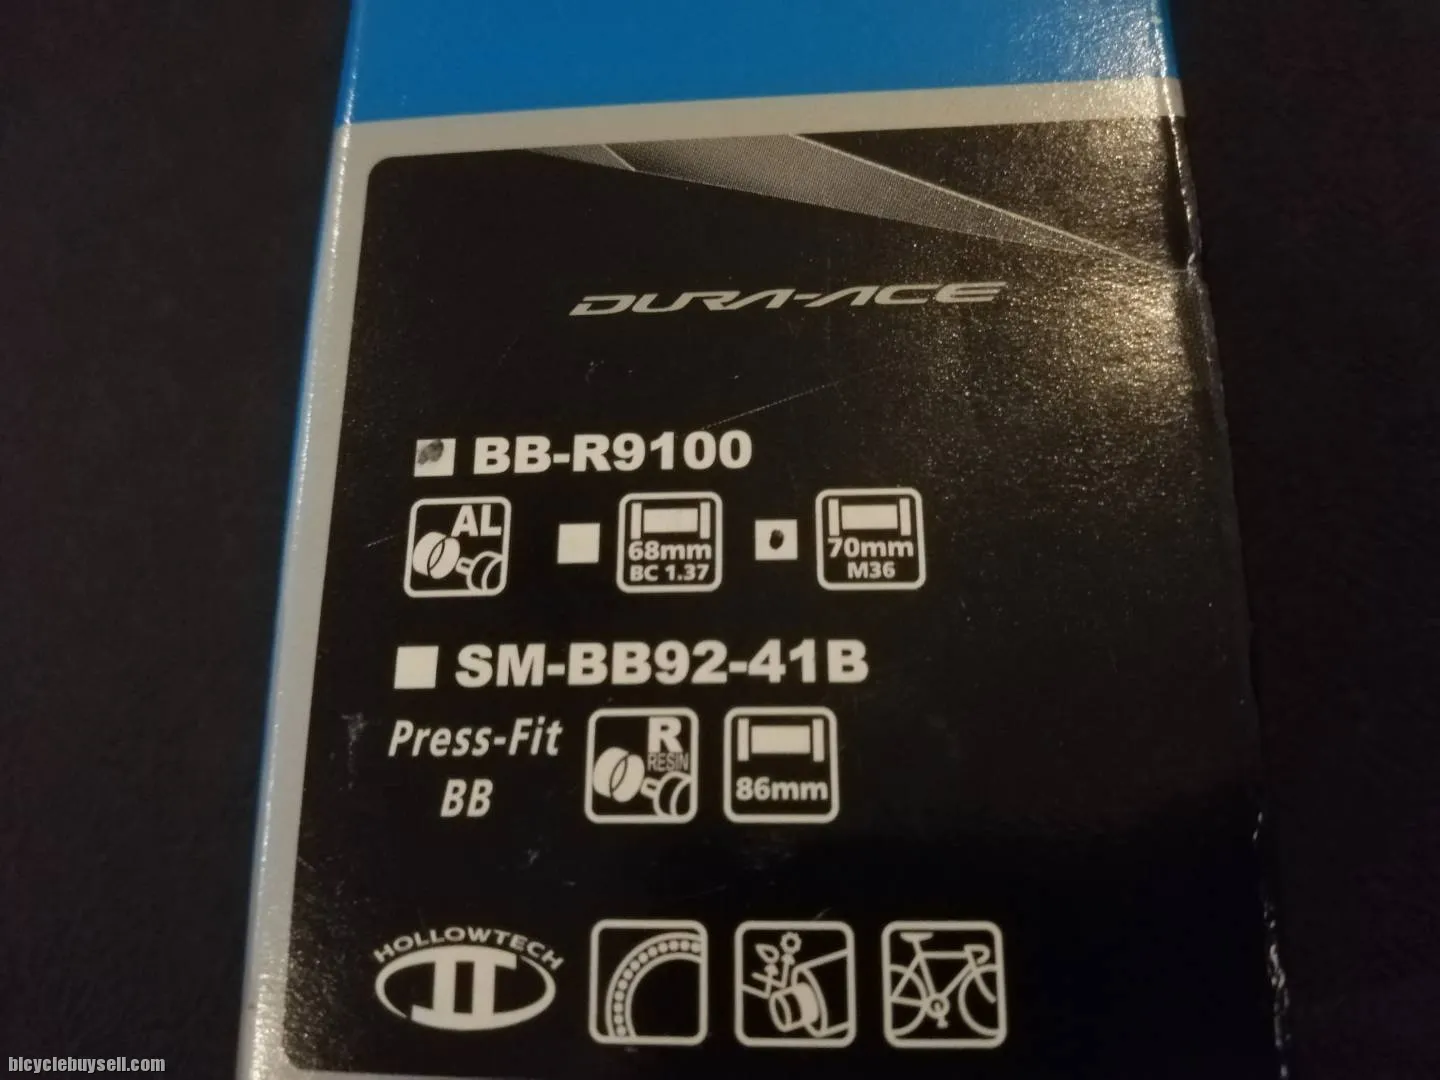 DURA-ACE
BB-R9100
AL
68mm
BC 1.37
70mm
M36
SM-BB92-41B
Press-Fit
BB
R
RESIN
86mm
HOLLOWTECH
II
bicyclebuysell.com